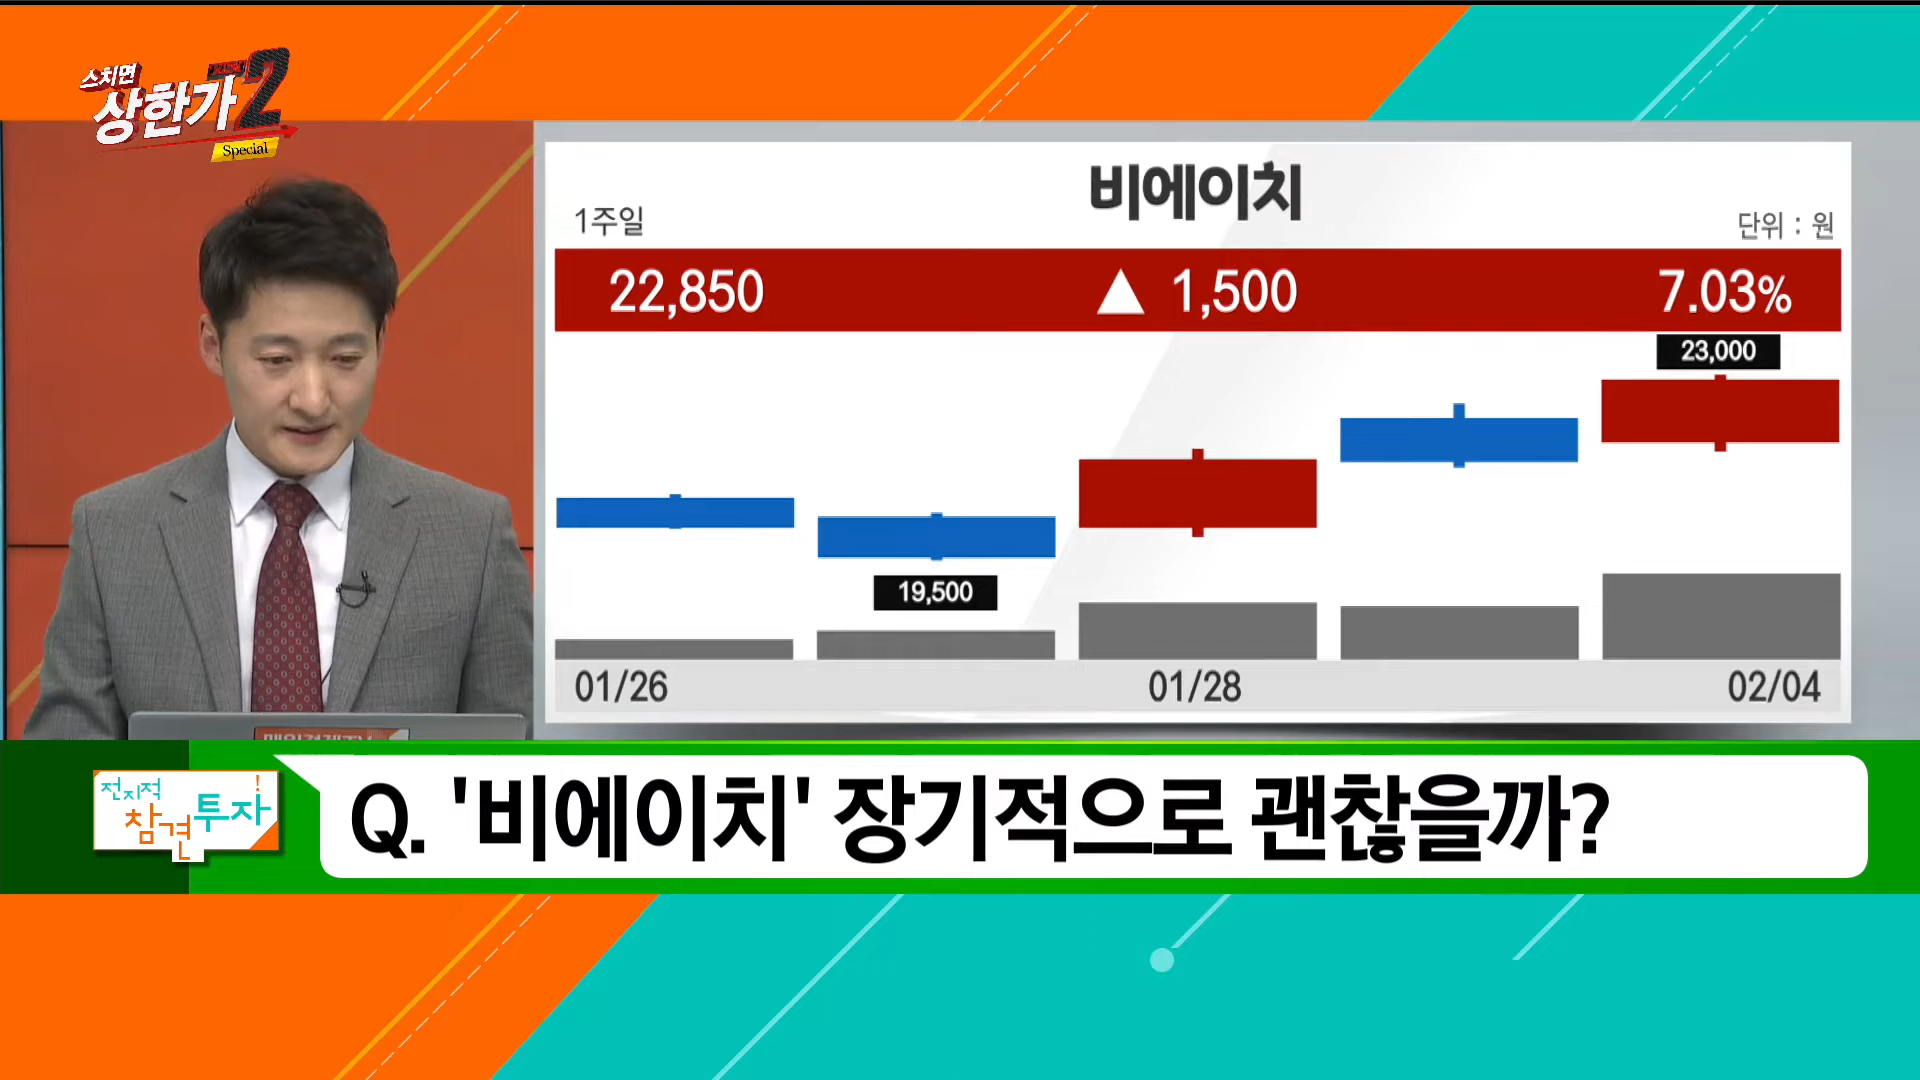 스치면
상한가2
Special
비에이치
1주일
단위 : 원
22,850 ▲ 1,500 7.03%
23,000
19,500
01/26 01/28 02/04
전지적
참견
투자!
Q. '비에이치' 장기적으로 괜찮을까?